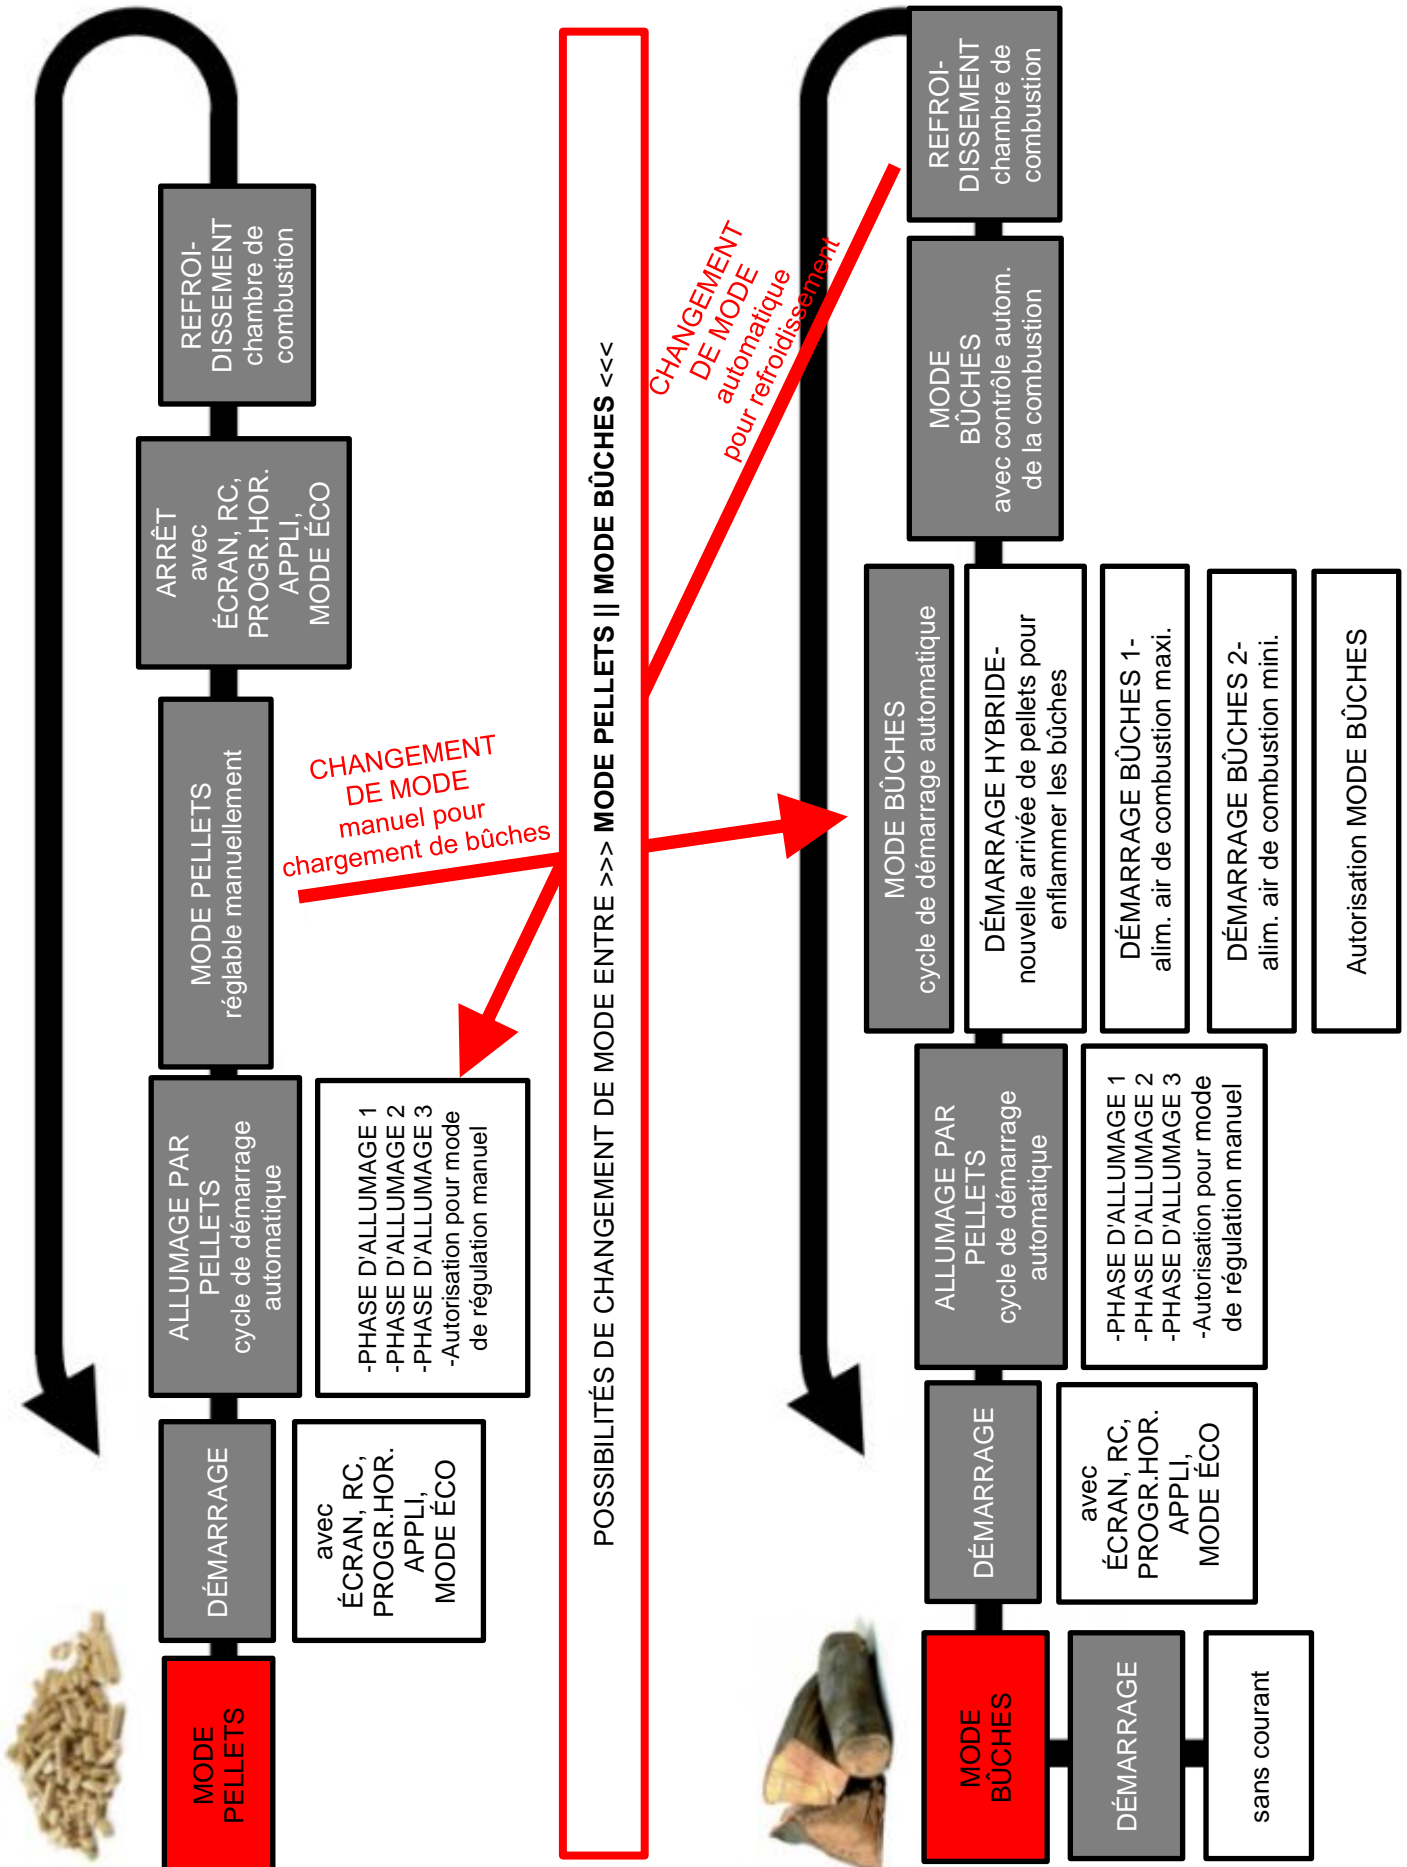 MODE
PELLETS
DÉMARRAGE
avec
ÉCRAN, RC,
PROGR.HOR.
APPLI,
MODE ÉCO
ALLUMAGE PAR
PELLETS
cycle de démarrage
automatique
-PHASE D'ALLUMAGE 1
-PHASE D'ALLUMAGE 2
-PHASE D'ALLUMAGE 3
-Autorisation pour mode
de régulation manuel
MODE PELLETS
réglable manuellement
ARRÊT
avec
ÉCRAN, RC,
PROGR.HOR.
APPLI,
MODE ÉCO
REFROI-
DISSEMENT
chambre de
combustion
CHANGEMENT
DE MODE
manuel pour
chargement de bûches
POSSIBILITÉS DE CHANGEMENT DE MODE ENTRE >>> MODE PELLETS || MODE BÛCHES <<<
CHANGEMENT
DE MODE
automatique
pour refroidissement
MODE
BÛCHES
DÉMARRAGE
sans courant
DÉMARRAGE
avec
ÉCRAN, RC,
PROGR.HOR.
APPLI,
MODE ÉCO
ALLUMAGE PAR
PELLETS
cycle de démarrage
automatique
-PHASE D'ALLUMAGE 1
-PHASE D'ALLUMAGE 2
-PHASE D'ALLUMAGE 3
-Autorisation pour mode
de régulation manuel
MODE BÛCHES
cycle de démarrage automatique
DÉMARRAGE HYBRIDE-
nouvelle arrivée de pellets pour
enflammer les bûches
DÉMARRAGE BÛCHES 1-
alim. air de combustion maxi.
DÉMARRAGE BÛCHES 2-
alim. air de combustion mini.
Autorisation MODE BÛCHES
MODE
BÛCHES
avec contrôle autom.
de la combustion
REFROI-
DISSEMENT
chambre de
combustion